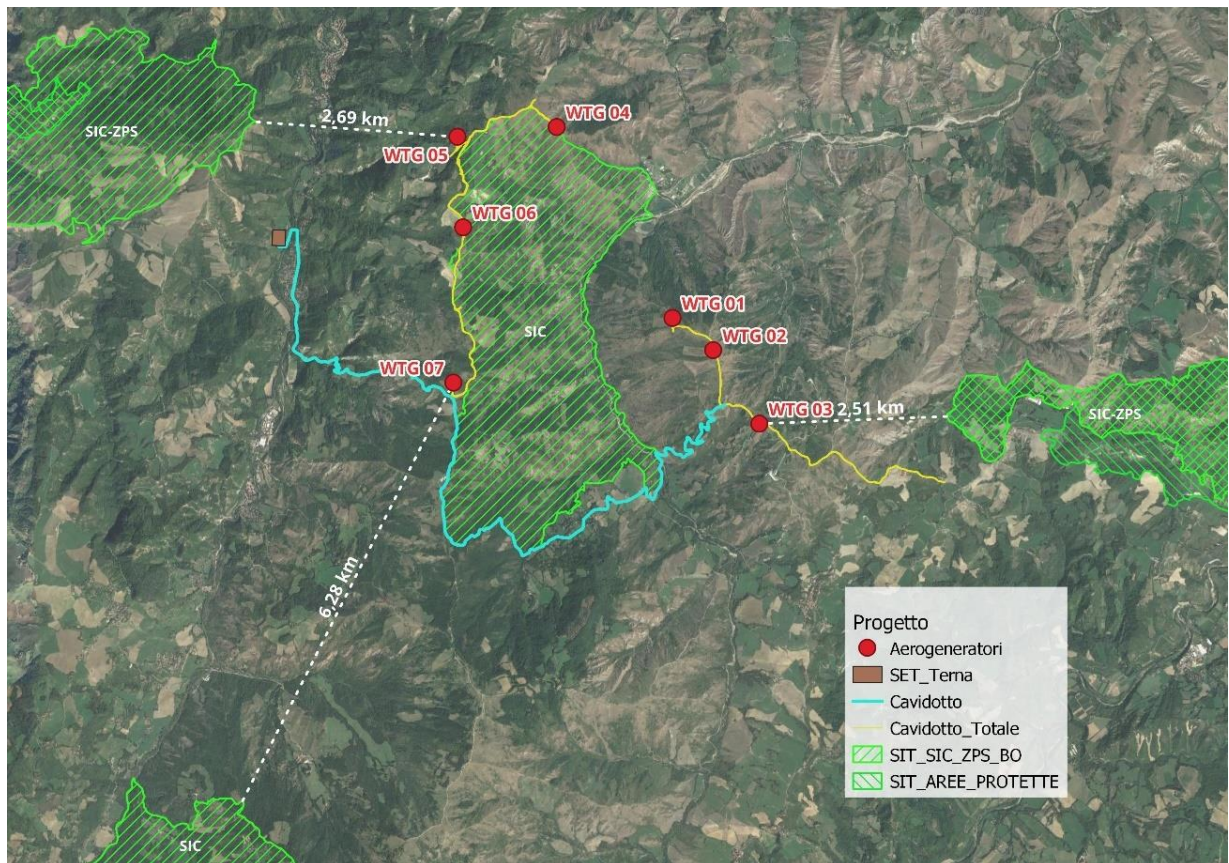 WTG 04
2,69 km
SIC-ZPS
WTG 05
WTG 06
WTG 01
SIC
WTG 02
WTG 07
WTG 03
2,51 km
SIC-ZPS
6,28 km
SIC
Progetto
Aerogeneratori
SET_Terna
Cavidotto
Cavidotto_Totale
SIT_SIC_ZPS_BO
SIT_AREE_PROTETTE